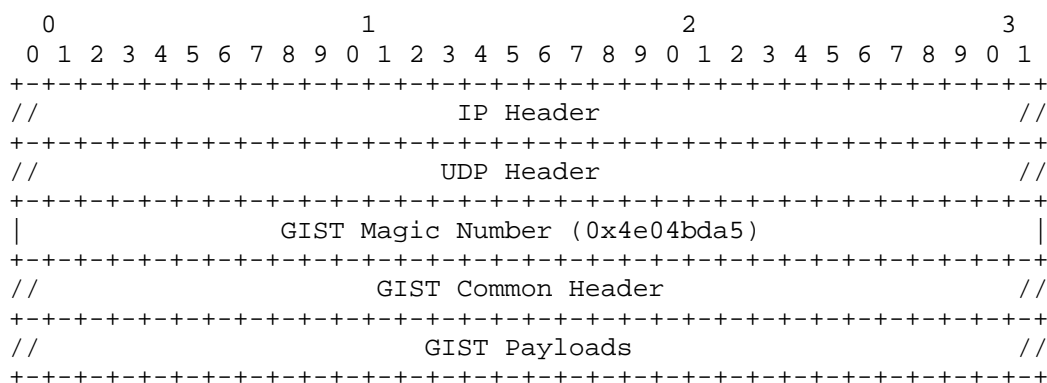 0                   1                   2                   3
 0 1 2 3 4 5 6 7 8 9 0 1 2 3 4 5 6 7 8 9 0 1 2 3 4 5 6 7 8 9 0 1
+-+-+-+-+-+-+-+-+-+-+-+-+-+-+-+-+-+-+-+-+-+-+-+-+-+-+-+-+-+-+-+-+
//                          IP Header                          //
+-+-+-+-+-+-+-+-+-+-+-+-+-+-+-+-+-+-+-+-+-+-+-+-+-+-+-+-+-+-+-+-+
//                         UDP Header                          //
+-+-+-+-+-+-+-+-+-+-+-+-+-+-+-+-+-+-+-+-+-+-+-+-+-+-+-+-+-+-+-+-+
|                GIST Magic Number (0x4e04bda5)                 |
+-+-+-+-+-+-+-+-+-+-+-+-+-+-+-+-+-+-+-+-+-+-+-+-+-+-+-+-+-+-+-+-+
//                     GIST Common Header                      //
+-+-+-+-+-+-+-+-+-+-+-+-+-+-+-+-+-+-+-+-+-+-+-+-+-+-+-+-+-+-+-+-+
//                        GIST Payloads                        //
+-+-+-+-+-+-+-+-+-+-+-+-+-+-+-+-+-+-+-+-+-+-+-+-+-+-+-+-+-+-+-+-+